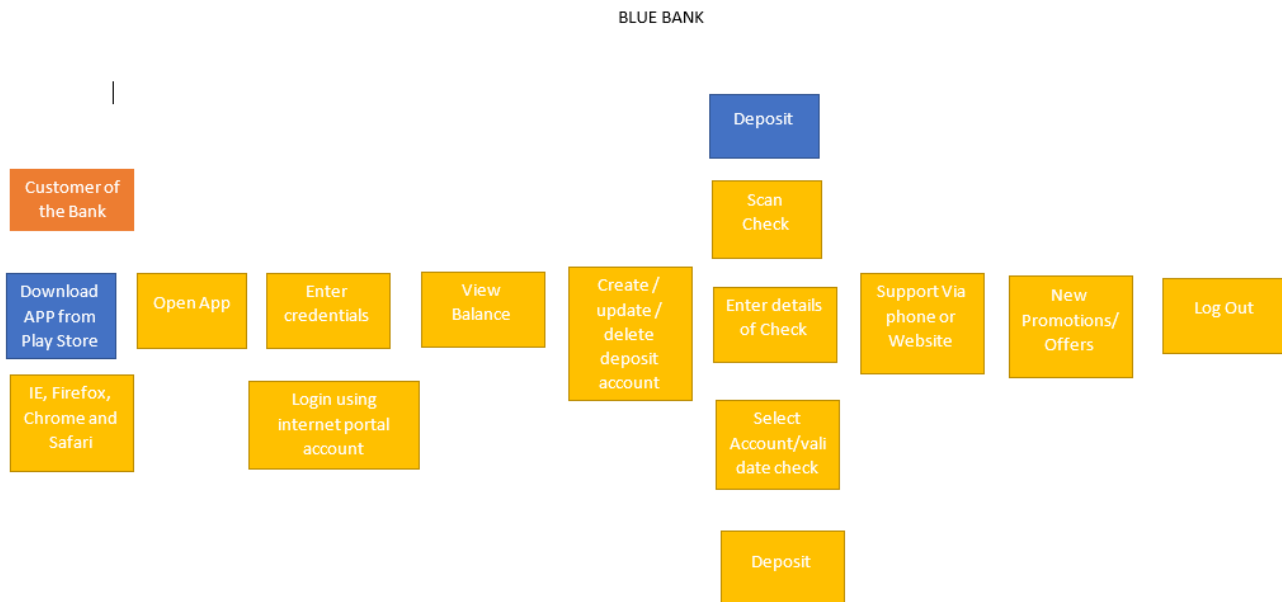 BLUE BANK
Deposit
Customer of
the Bank
Scan
Check
Download
APP from
Play Store
Open App
Enter
credentials
View
Balance
Create /
update /
delete
deposit
account
Enter details
of Check
Support Via
phone or
Website
New
Promotions/
Offers
Log Out
IE, Firefox,
Chrome and
Safari
Login using
internet portal
account
Select
Account/vali
date check
Deposit